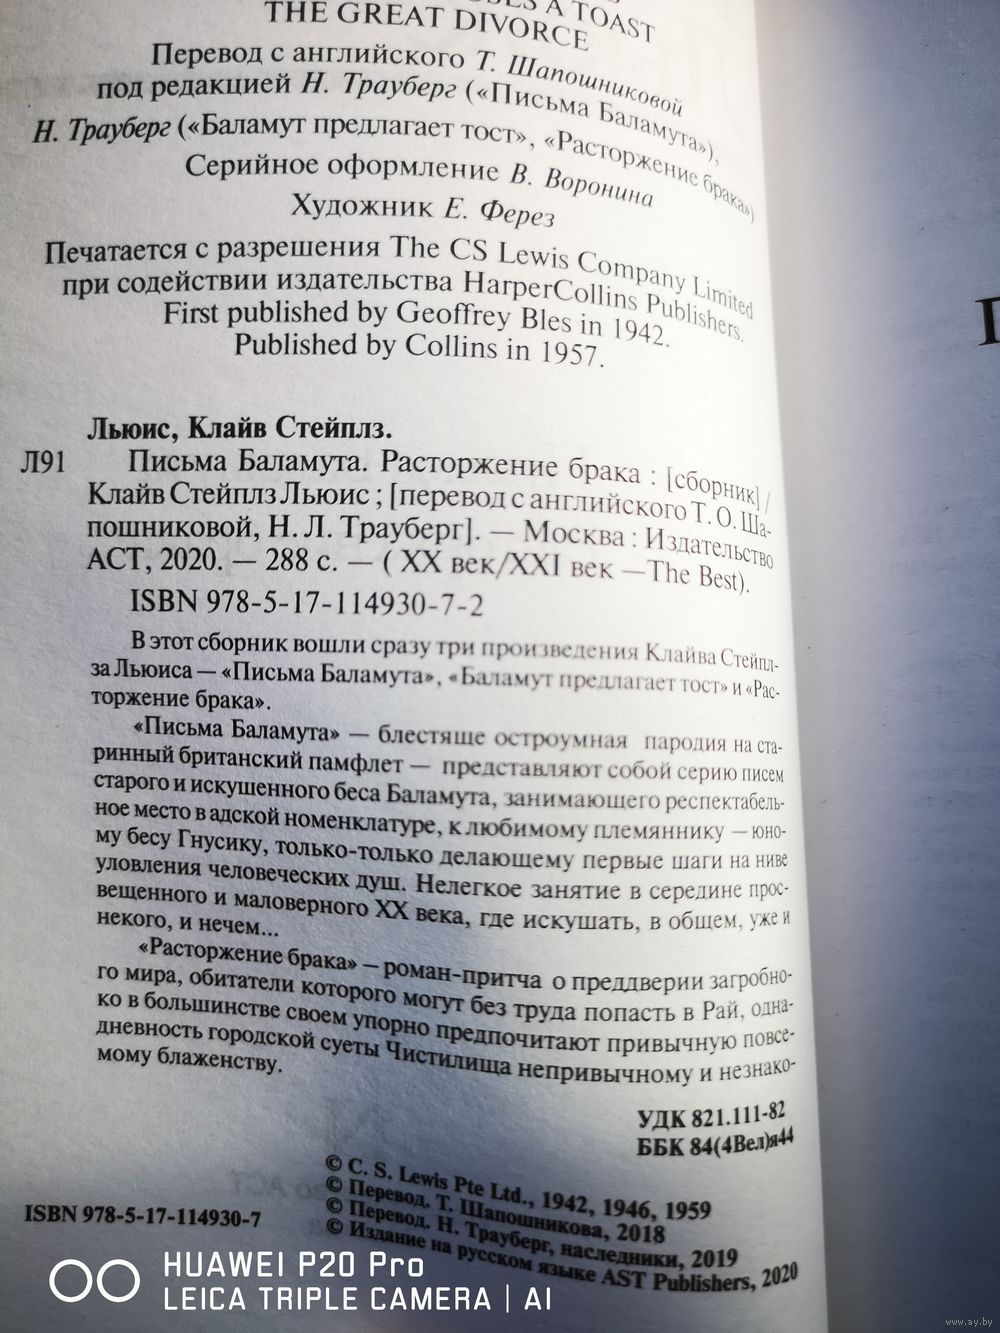 A TOAST
THE GREAT DIVORCE
Перевод с английского Т. Шапошниковой
под редакцией Н. Трауберг («Письма Баламута»),
Н. Трауберг («Баламут предлагает тост», «Расторжение брака»)
Серийное оформление В. Воронина
Художник Е. Ферез
Печатается с разрешения The CS Lewis Company Limited
при содействии издательства HarperCollins Publishers.
First published by Geoffrey Bles in 1942.
Published by Collins in 1957.
Льюис, Клайв Стейплз.
Л91 Письма Баламута. Расторжение брака : [сборник] /
Клайв Стейплз Льюис ; [перевод с английского Т. О. Ша-
пошниковой, Н. Л. Трауберг]. — Москва : Издательство
АСТ, 2020. — 288 с. — ( XX век/XXI век —The Best).
ISBN 978-5-17-114930-7-2
В этот сборник вошли сразу три произведения Клайва Стейпл-
за Льюиса — «Письма Баламута», «Баламут предлагает тост» и «Рас-
торжение брака».
«Письма Баламута» — блестяще остроумная пародия на ста-
ринный британский памфлет — представляют собой серию писем
старого и искушенного беса Баламута, занимающего респектабель-
ное место в адской номенклатуре, к любимому племяннику — юно-
му бесу Гнусику, только-только делающему первые шаги на ниве
уловления человеческих душ. Нелегкое занятие в середине прос-
вещенного и маловерного XX века, где искушать, в общем, уже и
некого, и нечем...
«Расторжение брака» – роман-притча о преддверии загробно-
го мира, обитатели которого могут без труда попасть в Рай, одна-
ко в большинстве своем упорно предпочитают привычную повсе-
дневность городской суеты Чистилища непривычному и незнако-
мому блаженству.
УДК 821.111-82
ББК 84(4Вел)я44
© C. S. Lewis Pte Ltd., 1942, 1946, 1959
© Перевод. Т. Шапошникова, 2018
© Перевод. Н. Трауберг, наследники, 2019
© Издание на русском языке AST Publishers, 2020
ISBN 978-5-17-114930-7
HUAWEI P20 Pro
LEICA TRIPLE CAMERA | AI
www.ay.by